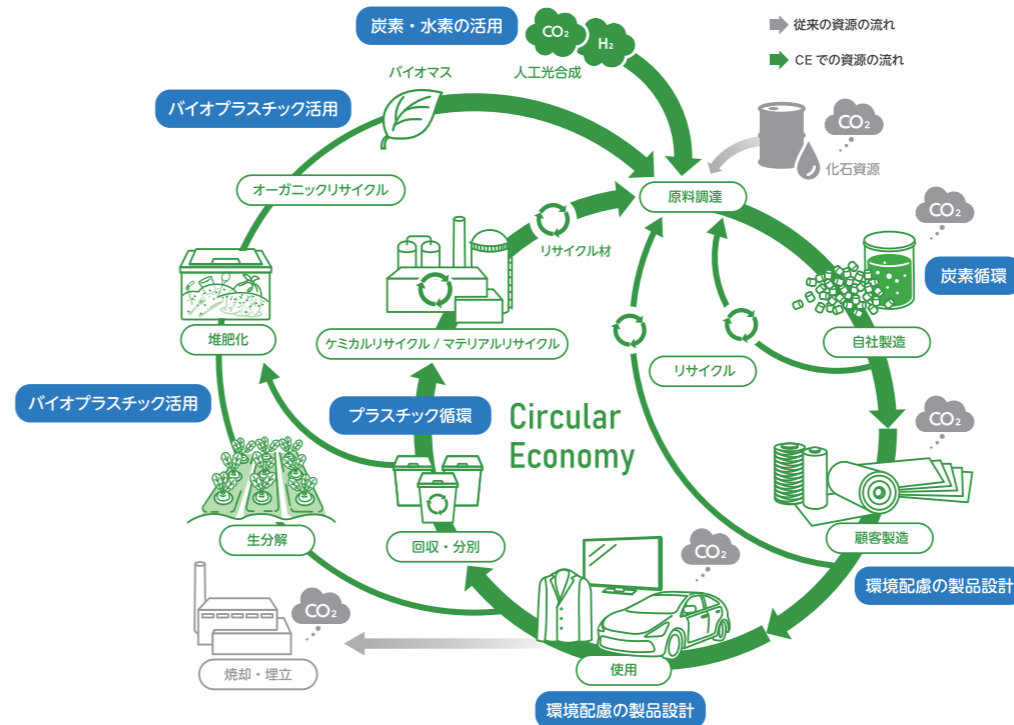 炭素・水素の活用
CO2
H2
従来の資源の流れ
CEでの資源の流れ
バイオマス
人工光合成
バイオプラスチック活用
CO2
化石資源
オーガニックリサイクル
原料調達
CO2
リサイクル材
炭素循環
堆肥化
ケミカルリサイクル / マテリアルリサイクル
自社製造
リサイクル
バイオプラスチック活用
プラスチック循環
Circular
Economy
CO2
生分解
回収・分別
顧客製造
CO2
環境配慮の製品設計
CO2
焼却・埋立
使用
環境配慮の製品設計